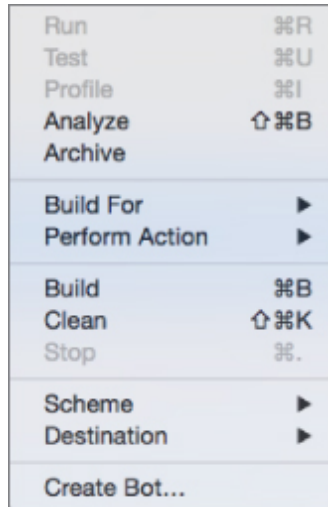 Run ⌘R
Test ⌘U
Profile ⌘I
Analyze ⇧⌘B
Archive
Build For ▶
Perform Action ▶
Build ⌘B
Clean ⇧⌘K
Stop ⌘.
Scheme ▶
Destination ▶
Create Bot...